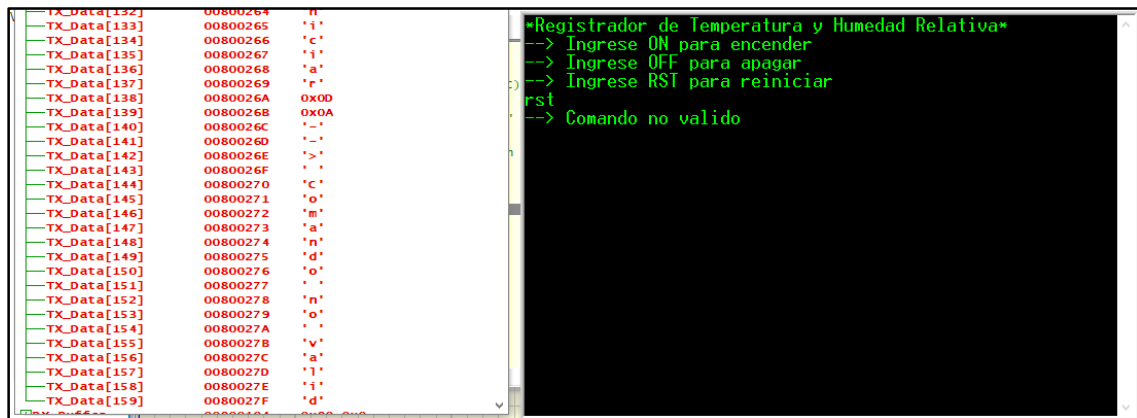 TX_Data[132] 00800264 'n'
TX_Data[133] 00800265 'i'
TX_Data[134] 00800266 'c'
TX_Data[135] 00800267 'i'
TX_Data[136] 00800268 'a'
TX_Data[137] 00800269 'r'
TX_Data[138] 0080026A 0x0D
TX_Data[139] 0080026B 0x0A
TX_Data[140] 0080026C '-'
TX_Data[141] 0080026D '-'
TX_Data[142] 0080026E '>'
TX_Data[143] 0080026F ' '
TX_Data[144] 00800270 'C'
TX_Data[145] 00800271 'o'
TX_Data[146] 00800272 'm'
TX_Data[147] 00800273 'a'
TX_Data[148] 00800274 'n'
TX_Data[149] 00800275 'd'
TX_Data[150] 00800276 'o'
TX_Data[151] 00800277 ' '
TX_Data[152] 00800278 'n'
TX_Data[153] 00800279 'o'
TX_Data[154] 0080027A ' '
TX_Data[155] 0080027B 'v'
TX_Data[156] 0080027C 'a'
TX_Data[157] 0080027D 'l'
TX_Data[158] 0080027E 'i'
TX_Data[159] 0080027F 'd'
*Registrador de Temperatura y Humedad Relativa*
--> Ingrese ON para encender
--> Ingrese OFF para apagar
--> Ingrese RST para reiniciar
rst
--> Comando no valido